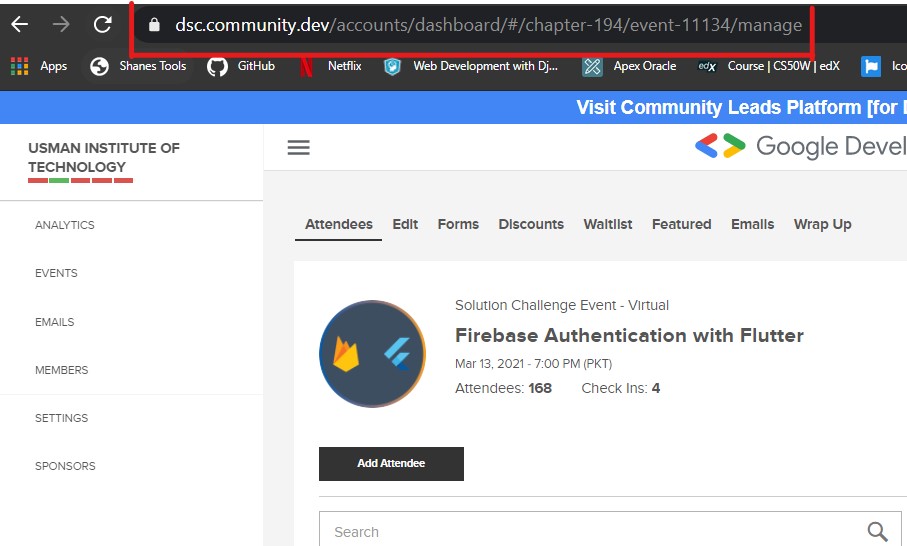 dsc.community.dev/accounts/dashboard/#/chapter-194/event-11134/manage
Apps Shanes Tools GitHub Netflix Web Development with Dj... Apex Oracle edX Course | CS50W | edX Ico
Visit Community Leads Platform [for
USMAN INSTITUTE OF
TECHNOLOGY
Google Devel
ANALYTICS
EVENTS
EMAILS
MEMBERS
SETTINGS
SPONSORS
Attendees Edit Forms Discounts Waitlist Featured Emails Wrap Up
Solution Challenge Event - Virtual
Firebase Authentication with Flutter
Mar 13, 2021 - 7:00 PM (PKT)
Attendees: 168 Check Ins: 4
Add Attendee
Search